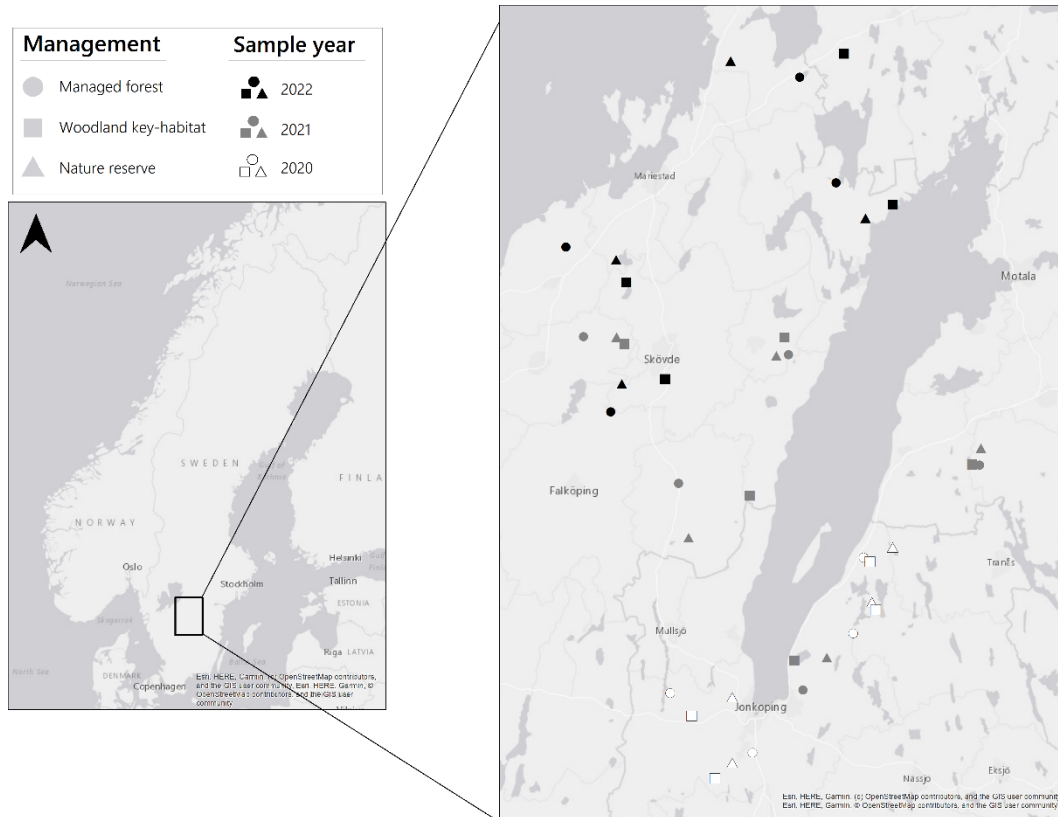 Management Sample year
Managed forest 2022
Woodland key-habitat 2021
Nature reserve 2020
Norwegian Sea
SWEDEN
FINLA
NORWAY
Oslo
Helsinki
Stockholm
Tallinn
ESTONIA
Skagerrak
Riga LATVIA
North Sea
DENMARK
Copenhagen
Baltic Sea
Esri, HERE, Garmin, (c) OpenStreetMap contributors,
and the GIS user community, Esri, HERE, Garmin, ©
OpenStreetMap contributors, and the GIS user
community
Mariestad
Motala
Skövde
Falköping
Tranås
Mullsjö
Jonkoping
Nässjo
Eksjö
Esri, HERE, Garmin, (c) OpenStreetMap contributors, and the GIS user community
Esri, HERE, Garmin, © OpenStreetMap contributors, and the GIS user community